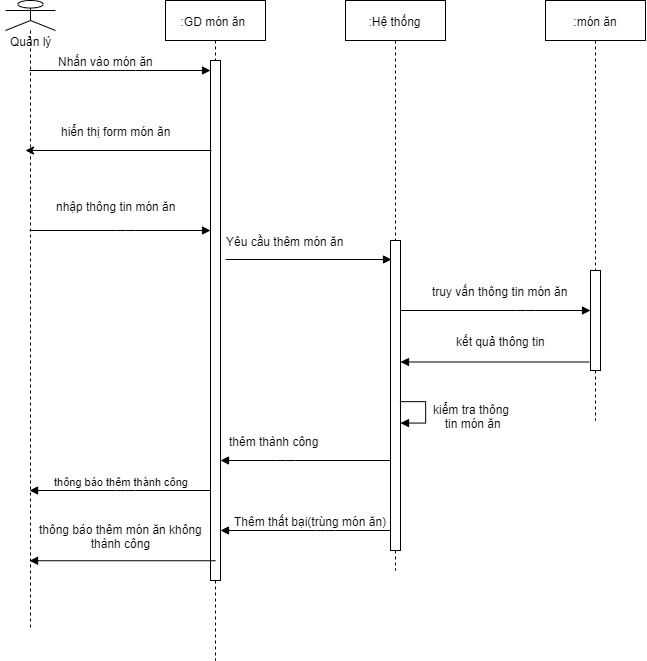 :GD món ăn
:Hệ thống
:món ăn
Quản lý
Nhấn vào món ăn
hiển thị form món ăn
nhập thông tin món ăn
Yêu cầu thêm món ăn
truy vấn thông tin món ăn
kết quả thông tin
kiểm tra thông
tin món ăn
thêm thành công
thông báo thêm thành công
Thêm thất bại(trùng món ăn)
thông báo thêm món ăn không
thành công